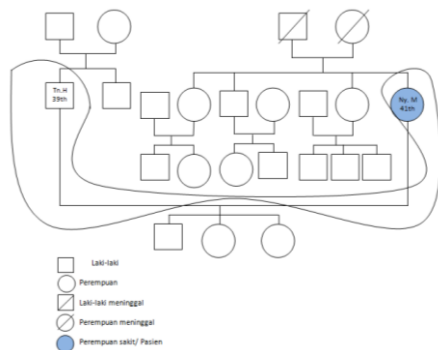 Tn.H
39th
Ny. M
41th
Laki-laki
Perempuan
Laki-laki meninggal
Perempuan meninggal
Perempuan sakit/ Pasien